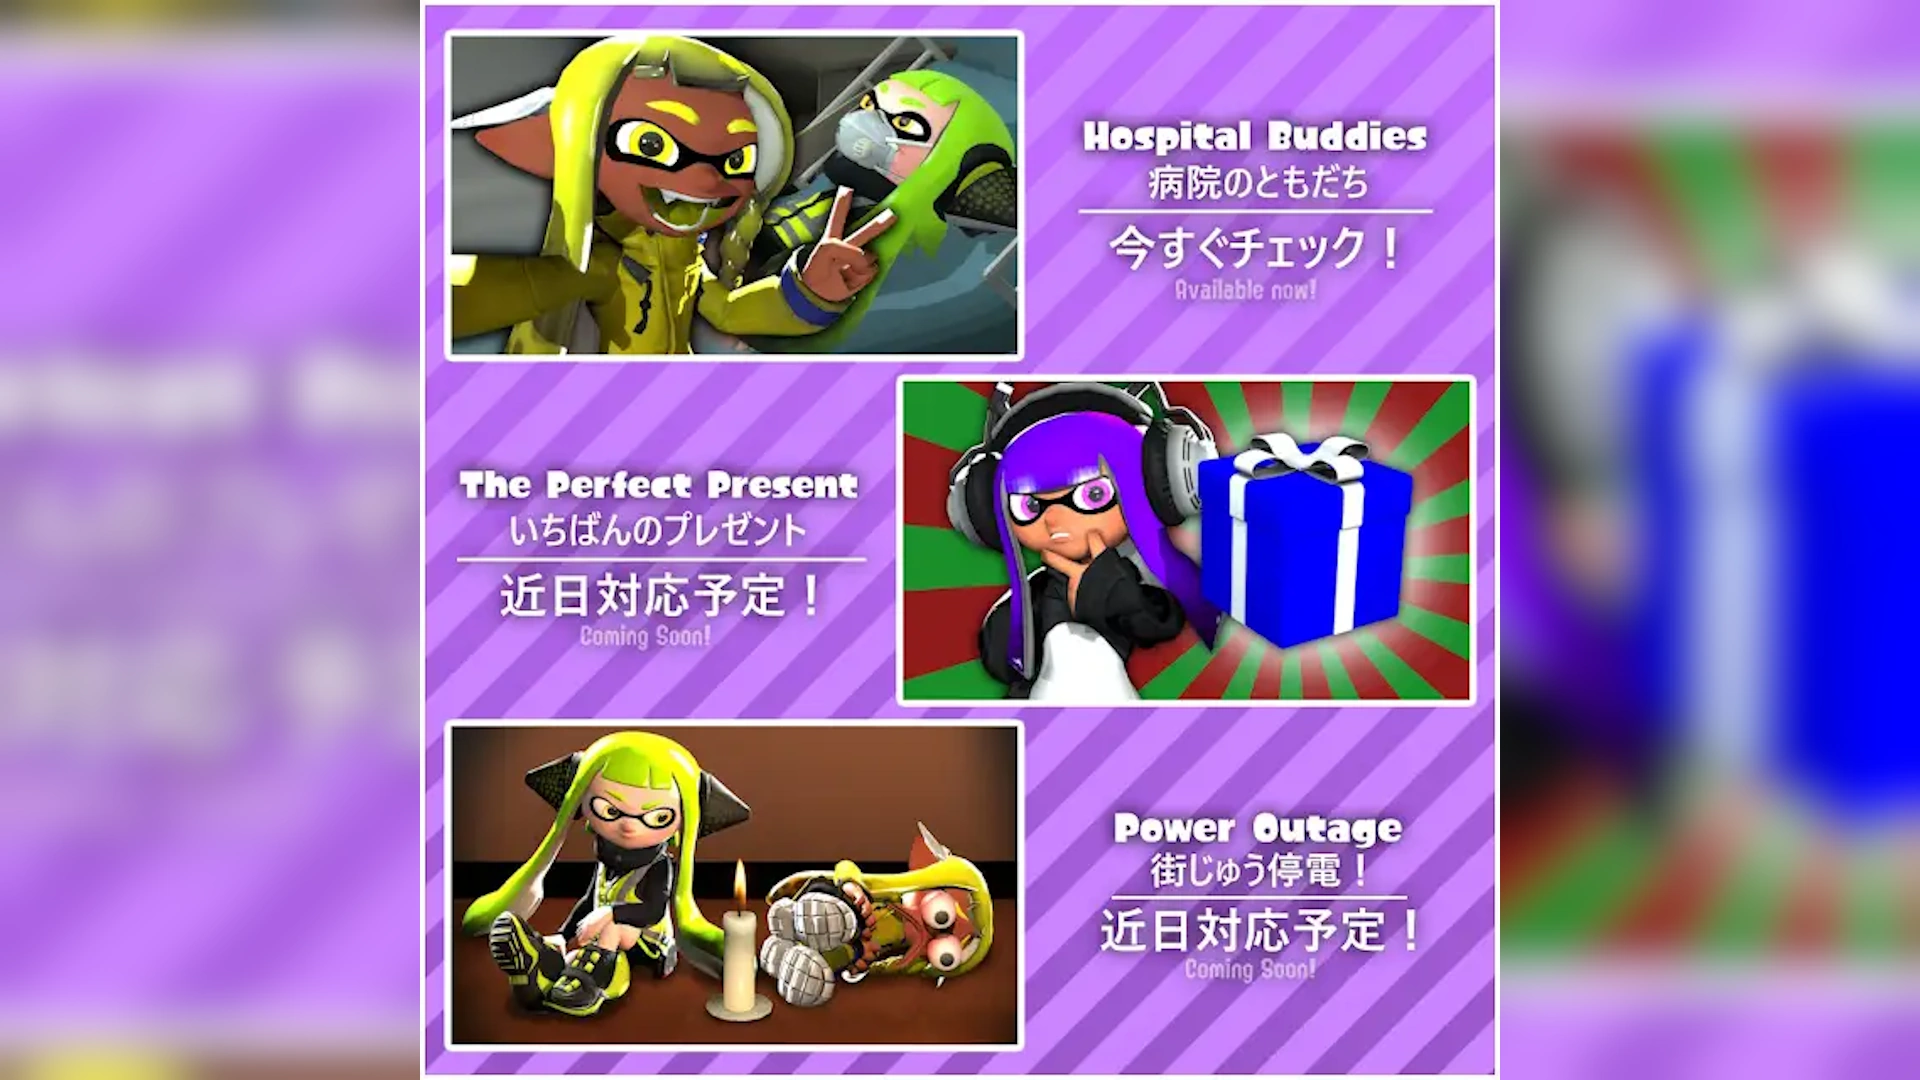 Hospital Buddies
病院のともだち
今すぐチェック！
Available now!
The Perfect Present
いちばんのプレゼント
近日対応予定！
Coming Soon!
Power Outage
街じゅう停電！
近日対応予定！
Coming Soon!